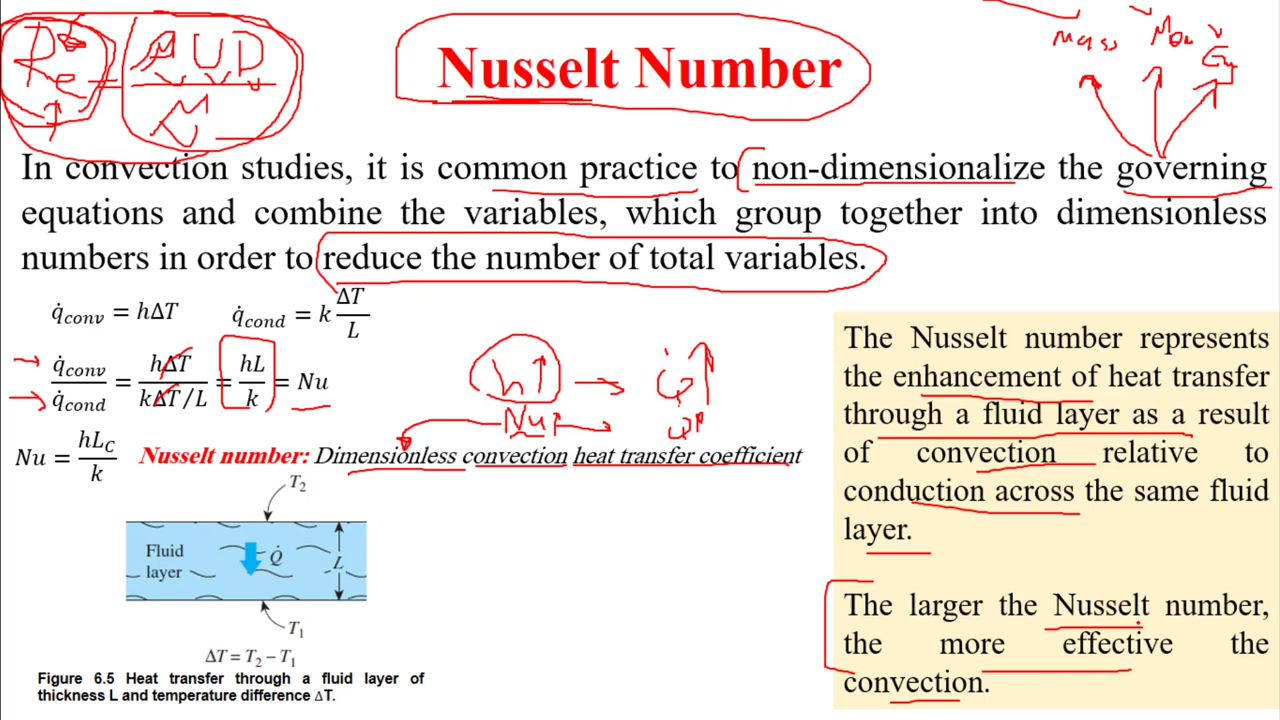 Nusselt Number
Re = ρUD
μ
Mass
In convection studies, it is common practice to non-dimensionalize the governing
equations and combine the variables, which group together into dimensionless
numbers in order to reduce the number of total variables.
q̇conv = hΔT
q̇cond = k ΔT/L
q̇conv/q̇cond = hΔT/kΔT/L = hL/k = Nu
h↑ → Q̇↑
Nu↑ → Q↑
Nu = hLC/k
Nusselt number: Dimensionless convection heat transfer coefficient
T2
Fluid
layer
Q̇
L
T1
ΔT = T2 – T1
Figure 6.5 Heat transfer through a fluid layer of
thickness L and temperature difference ΔT.
The Nusselt number represents
the enhancement of heat transfer
through a fluid layer as a result
of convection relative to
conduction across the same fluid
layer.
The larger the Nusselt number,
the more effective the
convection.